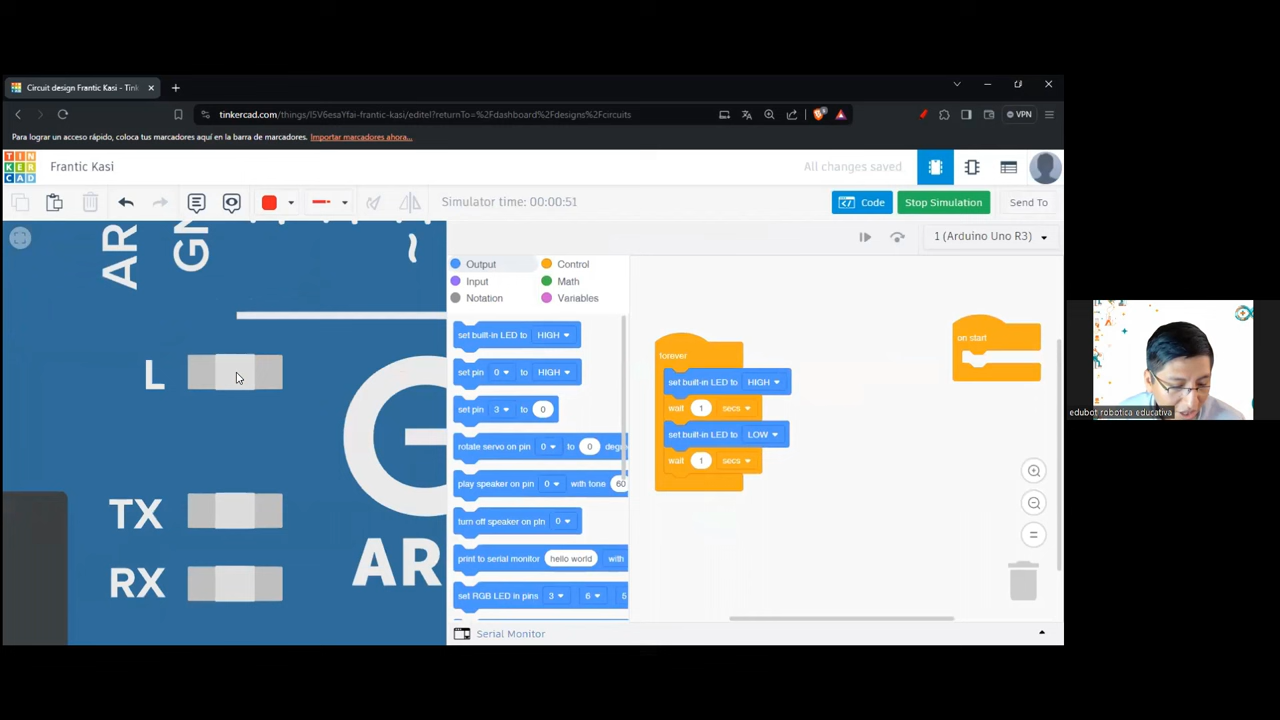 Circuit design Frantic Kasi - Tink
tinkercad.com/things/I5V6esaYfai-frantic-kasi/editel?returnTo=%2Fdashboard%2Fdesigns%2Fcircuits
VPN
Para lograr un acceso rápido, coloca tus marcadores aquí en la barra de marcadores. Importar marcadores ahora...
TIN
KER
CAD
Frantic Kasi
All changes saved
Simulator time: 00:00:51
Code
Stop Simulation
Send To
1 (Arduino Uno R3)
AR
GN
~
L
TX
RX
AR
Output
Control
Input
Math
Notation
Variables
set built-in LED to HIGH
set pin 0 to HIGH
set pin 3 to 0
rotate servo on pin 0 to 0 degre
play speaker on pin 0 with tone 60
turn off speaker on pin 0
print to serial monitor hello world with
set RGB LED in pins 3 6 5
forever
set built-in LED to HIGH
wait 1 secs
set built-in LED to LOW
wait 1 secs
on start
Serial Monitor
edubot robotica educativa